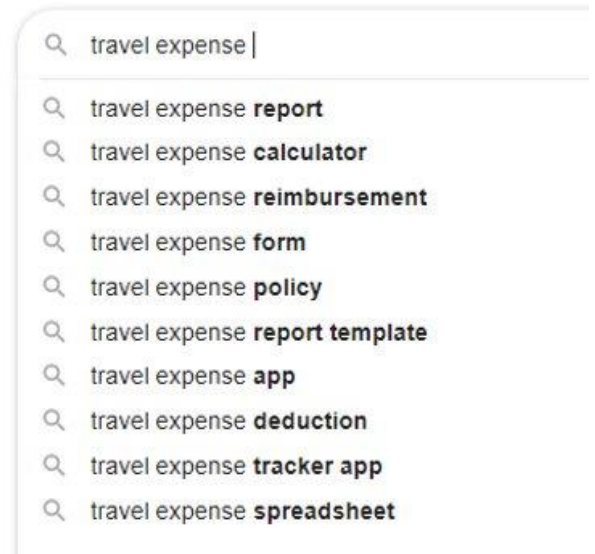 travel expense
travel expense report
travel expense calculator
travel expense reimbursement
travel expense form
travel expense policy
travel expense report template
travel expense app
travel expense deduction
travel expense tracker app
travel expense spreadsheet